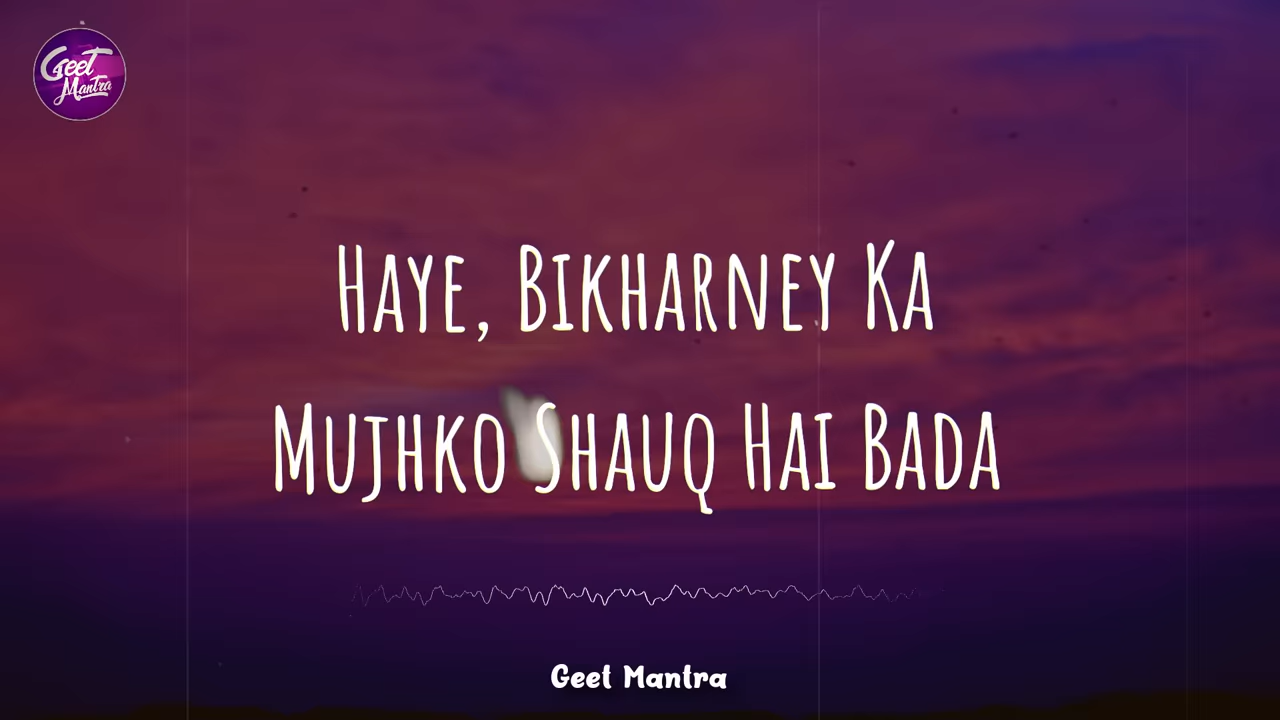 Geet
Mantra
Haye, Bikharney Ka
Mujhko Shauq Hai Bada
Geet Mantra